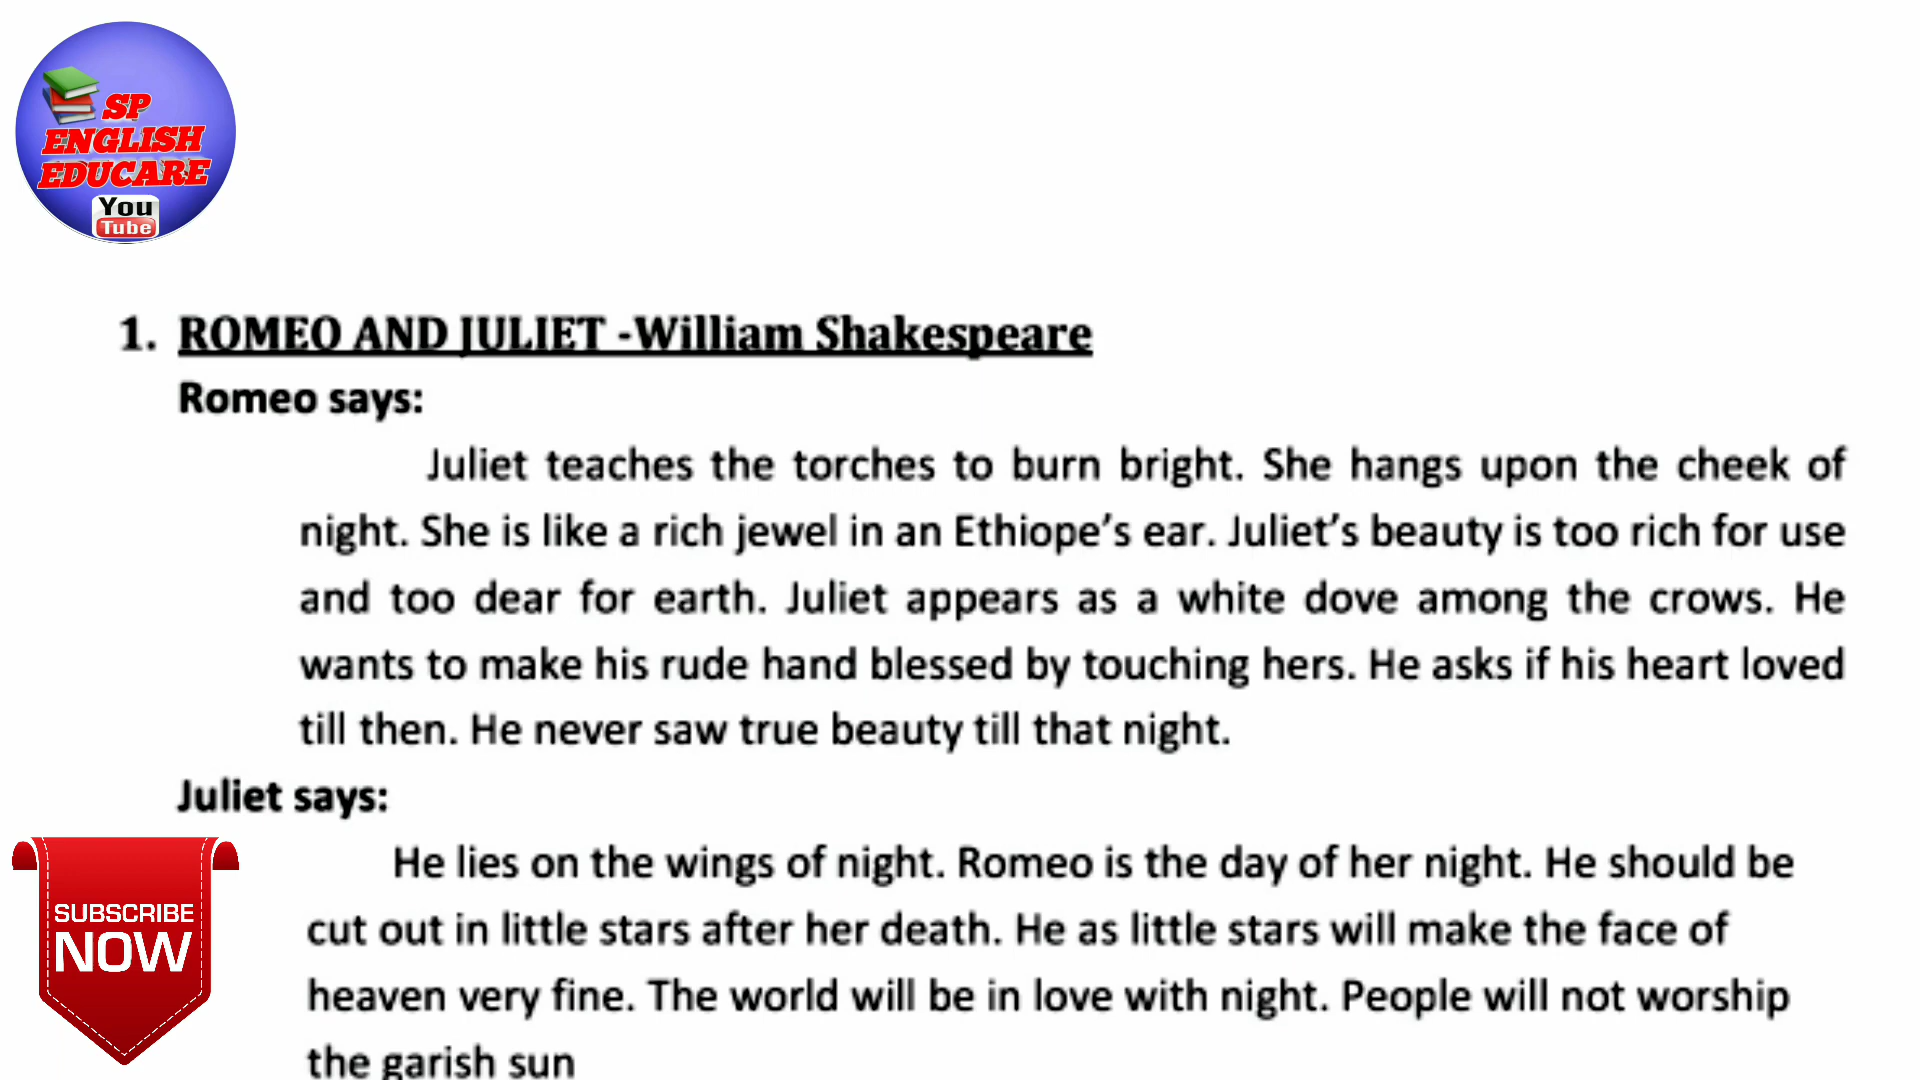 SP
ENGLISH
EDUCARE
You
Tube
1. ROMEO AND JULIET -William Shakespeare
Romeo says:
Juliet teaches the torches to burn bright. She hangs upon the cheek of
night. She is like a rich jewel in an Ethiope’s ear. Juliet’s beauty is too rich for use
and too dear for earth. Juliet appears as a white dove among the crows. He
wants to make his rude hand blessed by touching hers. He asks if his heart loved
till then. He never saw true beauty till that night.
Juliet says:
He lies on the wings of night. Romeo is the day of her night. He should be
cut out in little stars after her death. He as little stars will make the face of
heaven very fine. The world will be in love with night. People will not worship
the garish sun
SUBSCRIBE
NOW